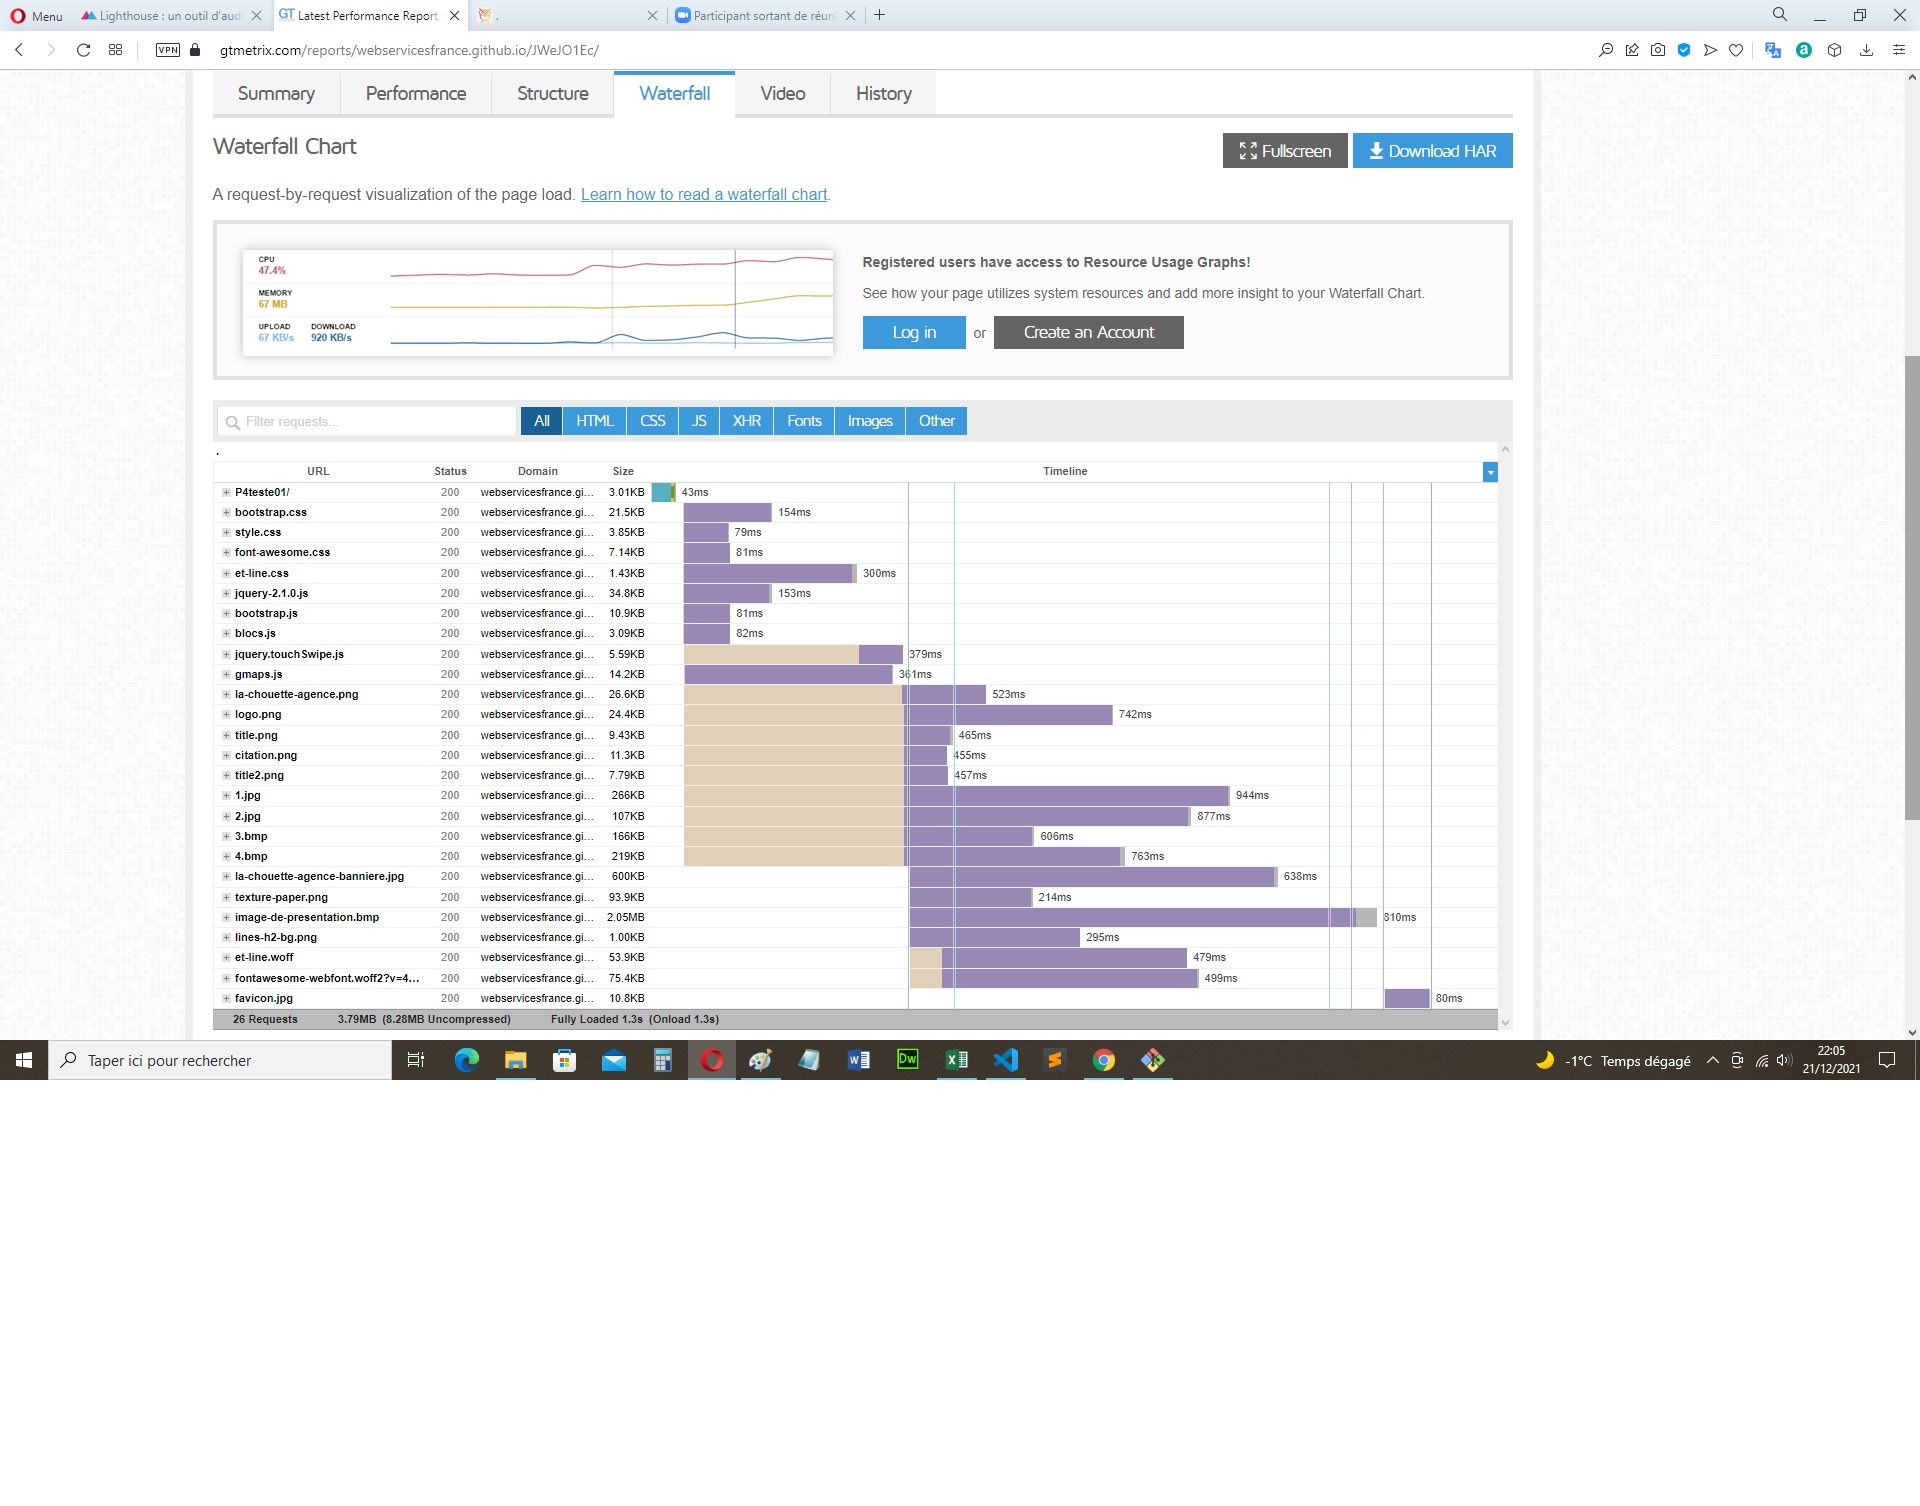 Menu
Lighthouse : un outil d'aud
GT Latest Performance Report
.
Participant sortant de réuni
VPN
gtmetrix.com/reports/webservicesfrance.github.io/JWeJO1Ec/
Summary
Performance
Structure
Waterfall
Video
History
Waterfall Chart
Fullscreen
Download HAR
A request-by-request visualization of the page load. Learn how to read a waterfall chart.
CPU
47.4%
MEMORY
67 MB
UPLOAD DOWNLOAD
67 KB/s 920 KB/s
Registered users have access to Resource Usage Graphs!
See how your page utilizes system resources and add more insight to your Waterfall Chart.
Log in or Create an Account
Filter requests...
All HTML CSS JS XHR Fonts Images Other
.
URL Status Domain Size Timeline
P4teste01/ 200 webservicesfrance.gi... 3.01KB 43ms
bootstrap.css 200 webservicesfrance.gi... 21.5KB 154ms
style.css 200 webservicesfrance.gi... 3.85KB 79ms
font-awesome.css 200 webservicesfrance.gi... 7.14KB 81ms
et-line.css 200 webservicesfrance.gi... 1.43KB 300ms
jquery-2.1.0.js 200 webservicesfrance.gi... 34.8KB 153ms
bootstrap.js 200 webservicesfrance.gi... 10.9KB 81ms
blocs.js 200 webservicesfrance.gi... 3.09KB 82ms
jquery.touchSwipe.js 200 webservicesfrance.gi... 5.59KB 379ms
gmaps.js 200 webservicesfrance.gi... 14.2KB 361ms
la-chouette-agence.png 200 webservicesfrance.gi... 26.6KB 523ms
logo.png 200 webservicesfrance.gi... 24.4KB 742ms
title.png 200 webservicesfrance.gi... 9.43KB 465ms
citation.png 200 webservicesfrance.gi... 11.3KB 455ms
title2.png 200 webservicesfrance.gi... 7.79KB 457ms
1.jpg 200 webservicesfrance.gi... 266KB 944ms
2.jpg 200 webservicesfrance.gi... 107KB 877ms
3.bmp 200 webservicesfrance.gi... 166KB 606ms
4.bmp 200 webservicesfrance.gi... 219KB 763ms
la-chouette-agence-banniere.jpg 200 webservicesfrance.gi... 600KB 638ms
texture-paper.png 200 webservicesfrance.gi... 93.9KB 214ms
image-de-presentation.bmp 200 webservicesfrance.gi... 2.05MB 810ms
lines-h2-bg.png 200 webservicesfrance.gi... 1.00KB 295ms
et-line.woff 200 webservicesfrance.gi... 53.9KB 479ms
fontawesome-webfont.woff2?v=4... 200 webservicesfrance.gi... 75.4KB 499ms
favicon.jpg 200 webservicesfrance.gi... 10.8KB 80ms
26 Requests 3.79MB (8.28MB Uncompressed) Fully Loaded 1.3s (Onload 1.3s)
Taper ici pour rechercher
Dw
-1°C Temps dégagé
22:05
21/12/2021